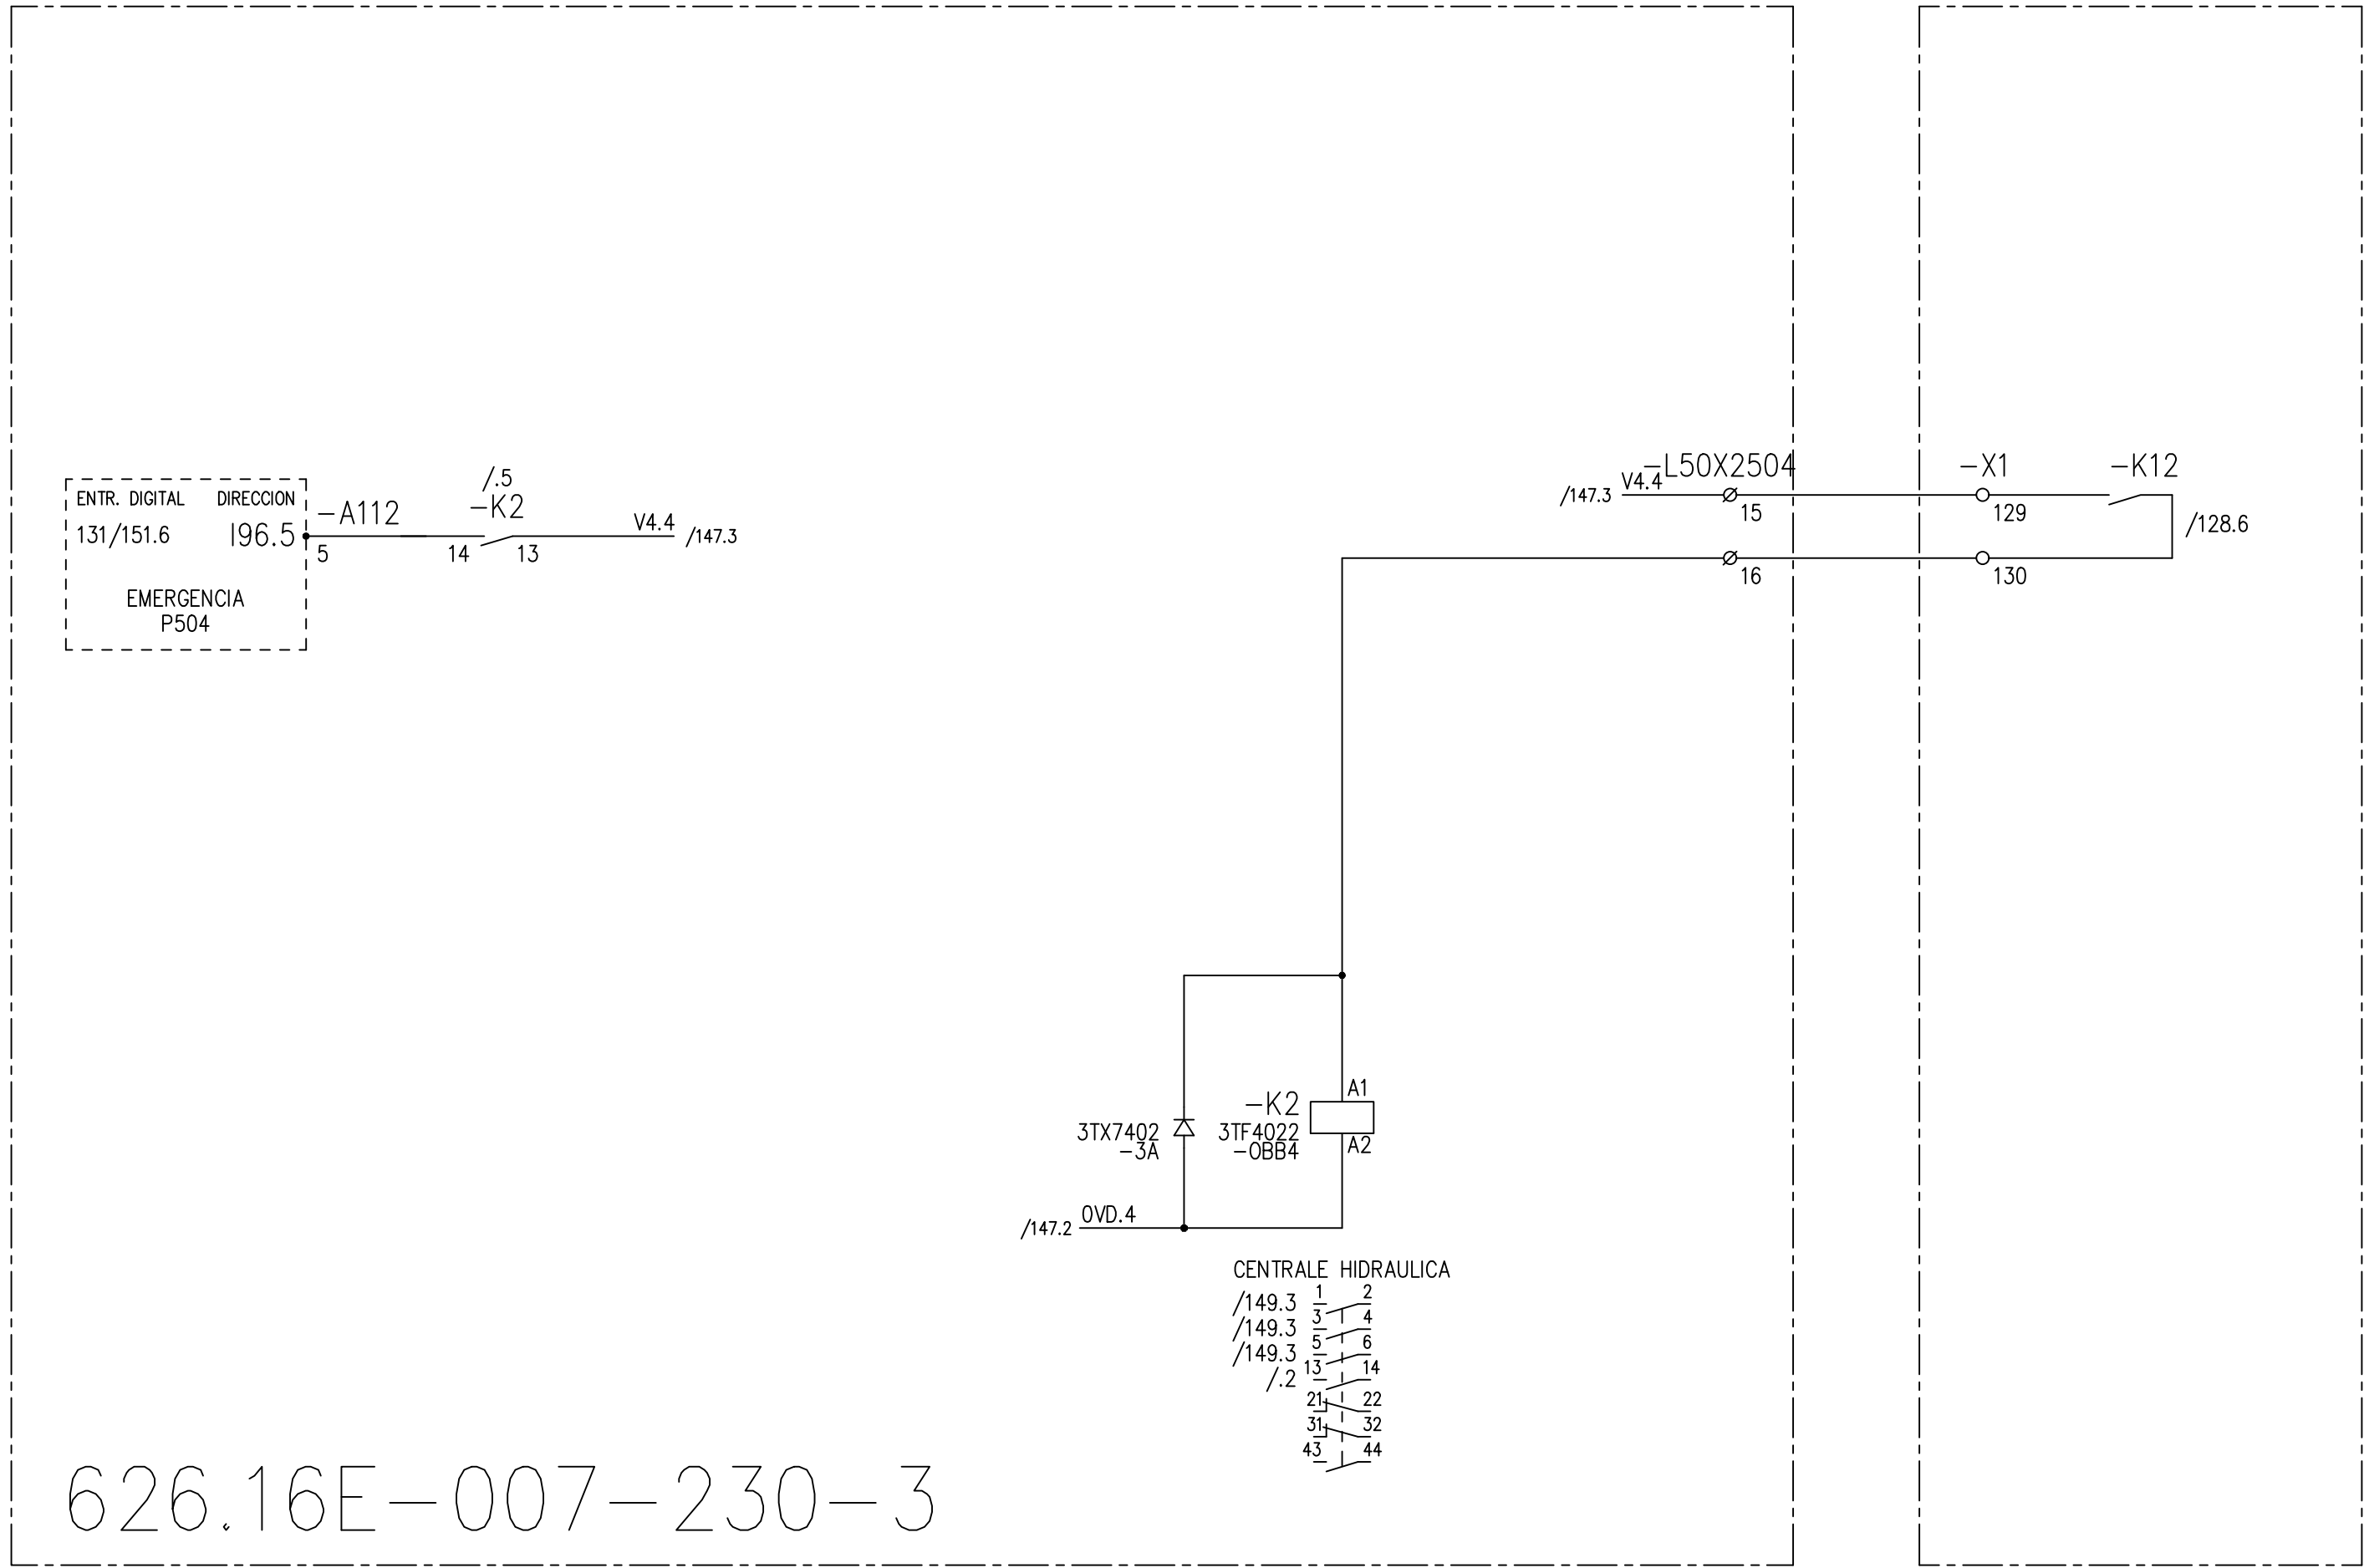 /.5
-K2
ENTR. DIGITAL DIRECCION
-A112
131/151.6 I96.5
5
14 13
V4.4
/147.3
EMERGENCIA
P504
-L50X2504 -X1 -K12
/147.3 V4.4
15 129
/128.6
16 130
A1
-K2
3TX7402 3TF4022
-3A -0BB4
A2
/147.2 0VD.4
CENTRALE HIDRAULICA
/149.3 1 2
/149.3 3 4
/149.3 5 6
/.2 13 14
21 22
31 32
43 44
626.16E-007-230-3